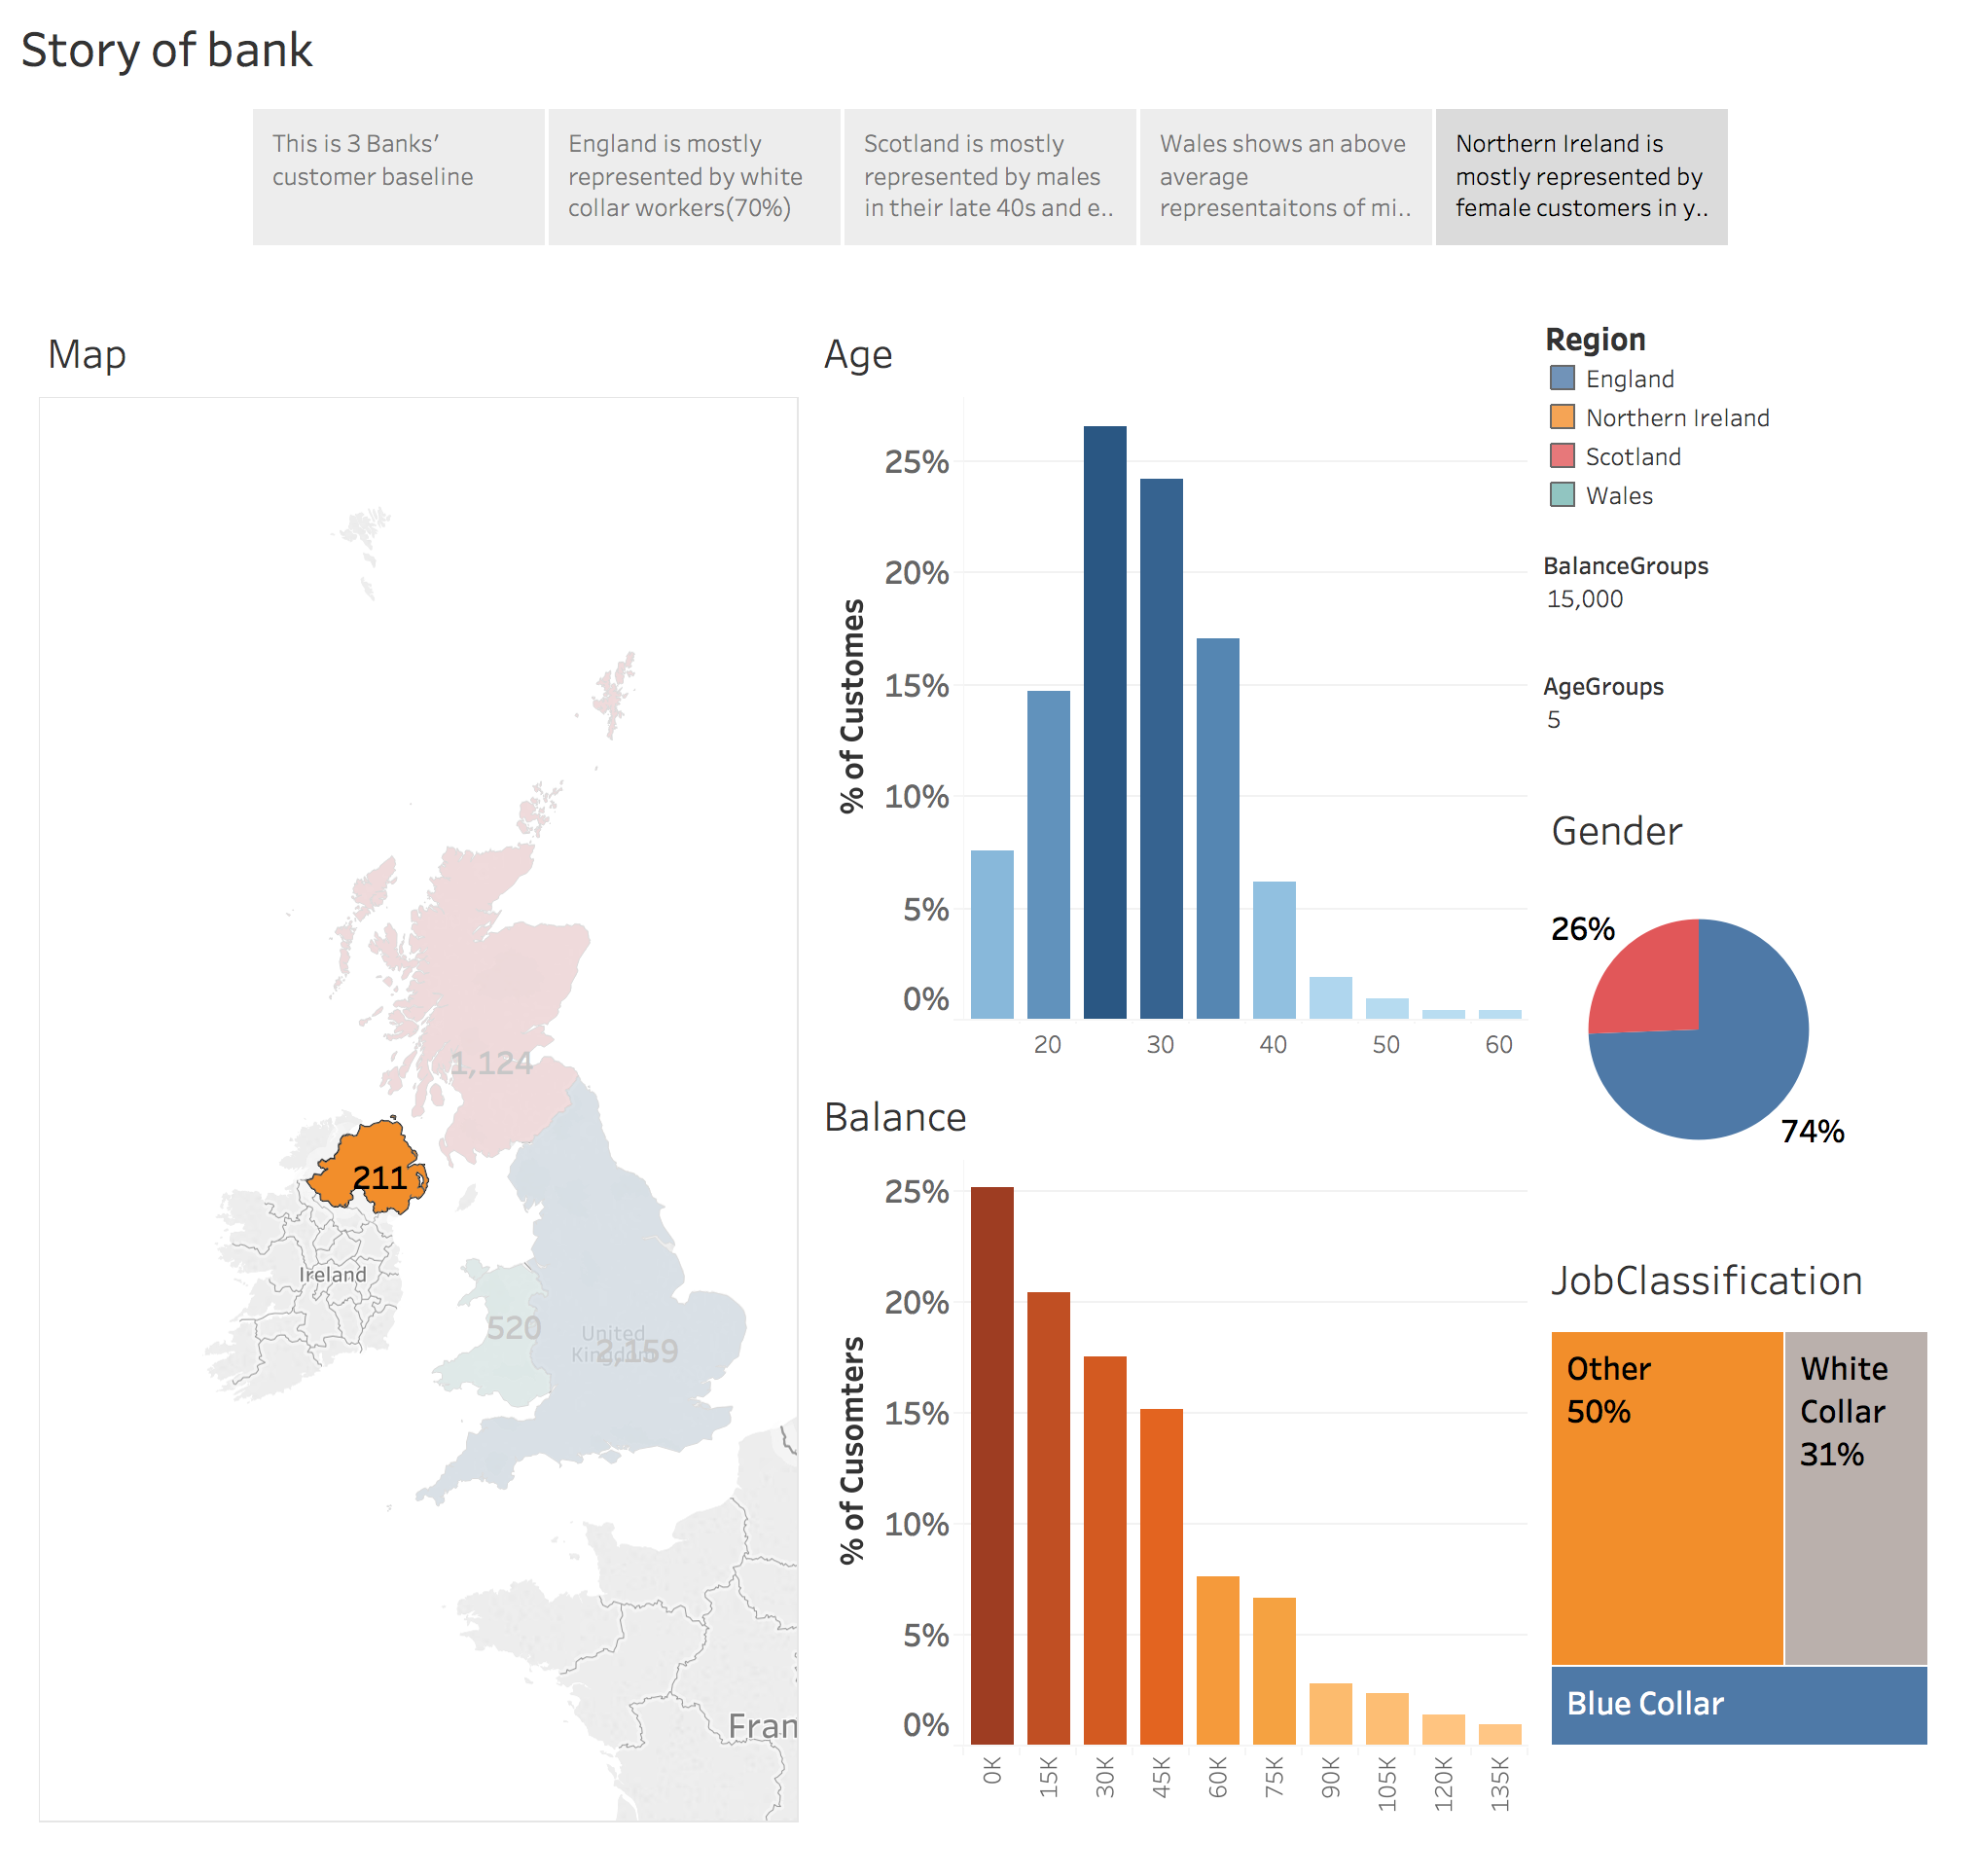 Story of bank
This is 3 Banks’
customer baseline
England is mostly
represented by white
collar workers(70%)
Scotland is mostly
represented by males
in their late 40s and e..
Wales shows an above
average
representaitons of mi..
Northern Ireland is
mostly represented by
female customers in y..
Map
1,124
211
Ireland
520
United
Kingdom
2,159
Fran
Age
% of Customes
25%
20%
15%
10%
5%
0%
20
30
40
50
60
Balance
% of Cusomters
25%
20%
15%
10%
5%
0%
0K
15K
30K
45K
60K
75K
90K
105K
120K
135K
Region
England
Northern Ireland
Scotland
Wales
BalanceGroups
15,000
AgeGroups
5
Gender
26%
74%
JobClassification
Other
50%
White
Collar
31%
Blue Collar